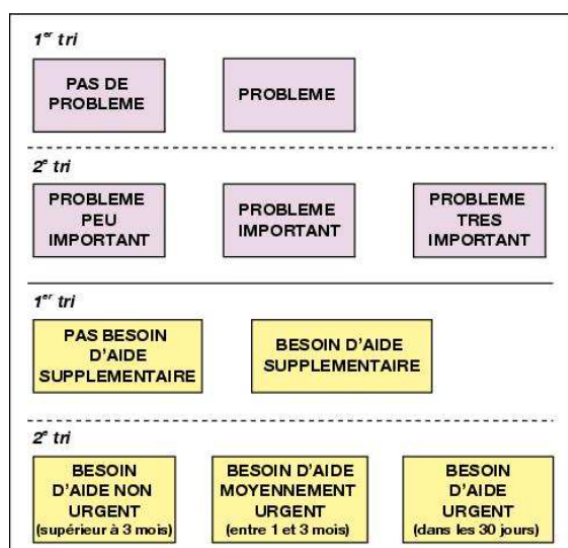 1er tri
PAS DE
PROBLEME
PROBLEME
2e tri
PROBLEME
PEU
IMPORTANT
PROBLEME
IMPORTANT
PROBLEME
TRES
IMPORTANT
1er tri
PAS BESOIN
D'AIDE
SUPPLEMENTAIRE
BESOIN D'AIDE
SUPPLEMENTAIRE
2e tri
BESOIN
D'AIDE NON
URGENT
(supérieur à 3 mois)
BESOIN D'AIDE
MOYENNEMENT
URGENT
(entre 1 et 3 mois)
BESOIN
D'AIDE
URGENT
(dans les 30 jours)